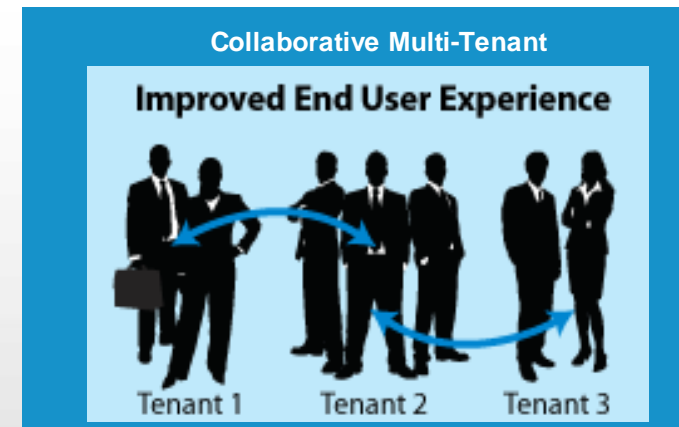 Collaborative Multi-Tenant
Improved End User Experience
Tenant 1 Tenant 2 Tenant 3